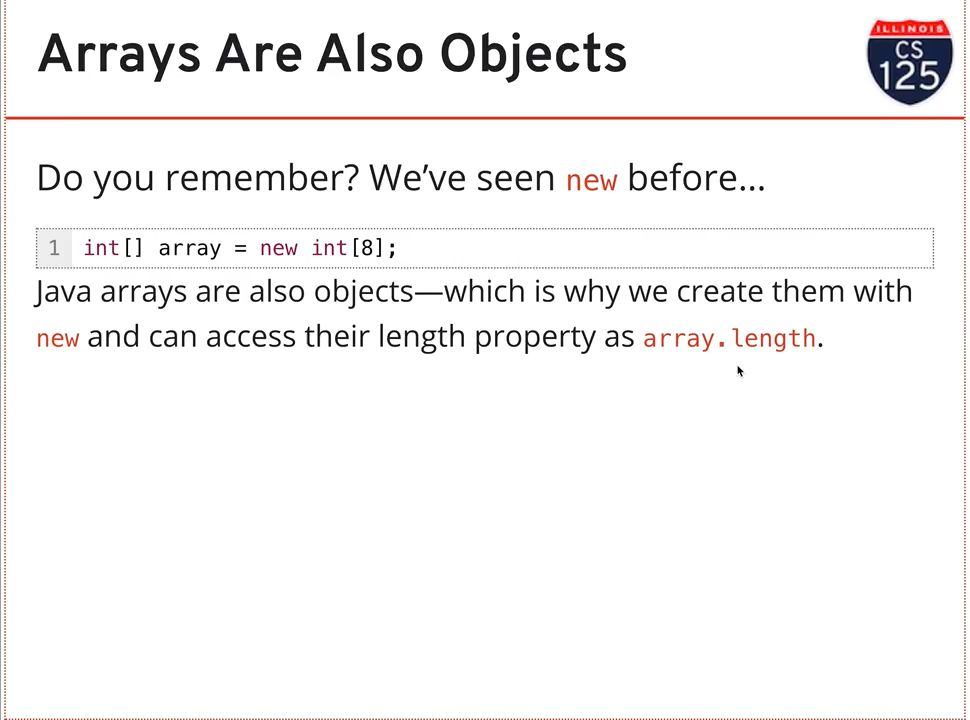 Arrays Are Also Objects
ILLINOIS
CS
125
Do you remember? We’ve seen new before…
1 int[] array = new int[8];
Java arrays are also objects—which is why we create them with
new and can access their length property as array.length.